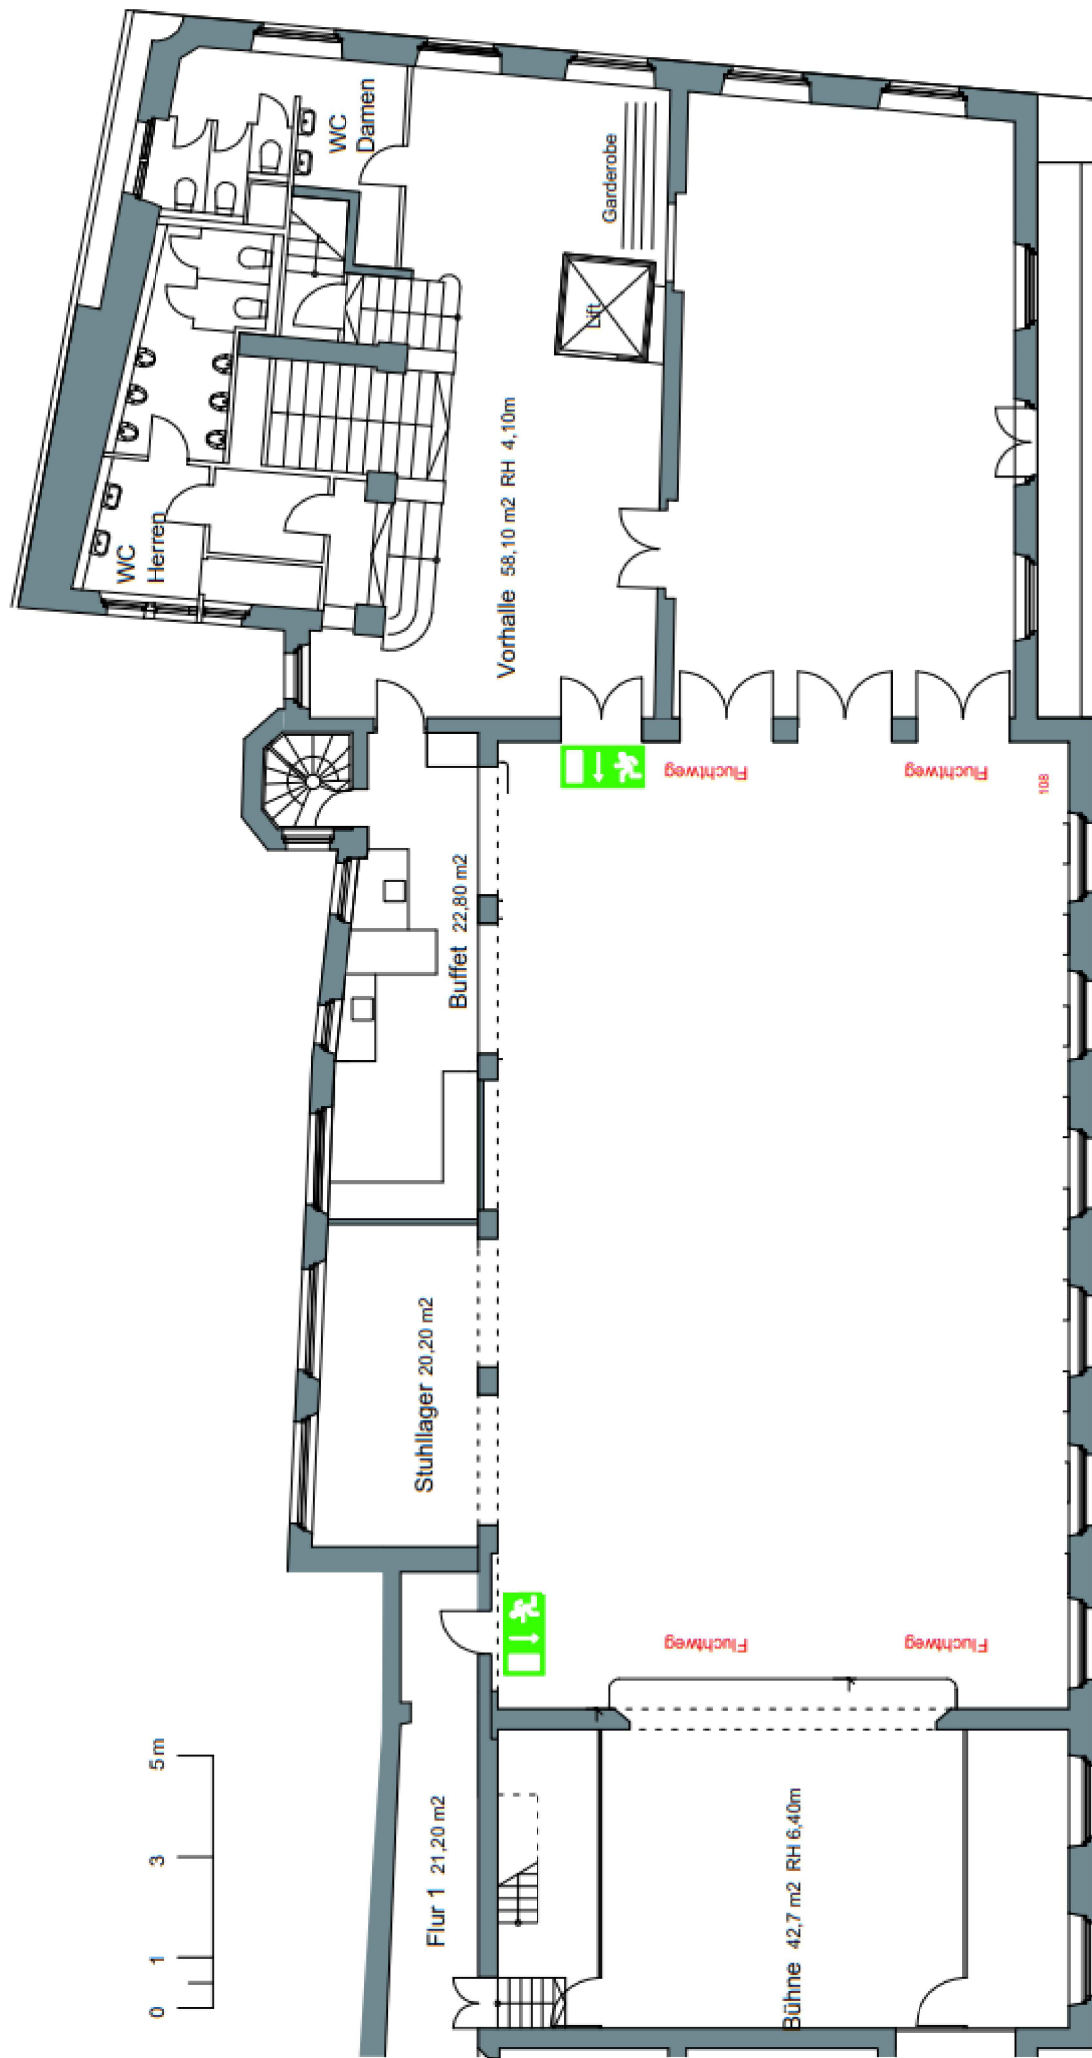 WC
Damen
Garderobe
Lift
WC
Herren
Vorhalle 58,10 m2 RH 4,10m
Fluchtweg
Fluchtweg
108
Buffet 22,80 m2
Stuhllager 20,20 m2
Fluchtweg
Fluchtweg
0 1 3 5m
Flur 1 21,20 m2
Bühne 42,7 m2 RH 6,40m